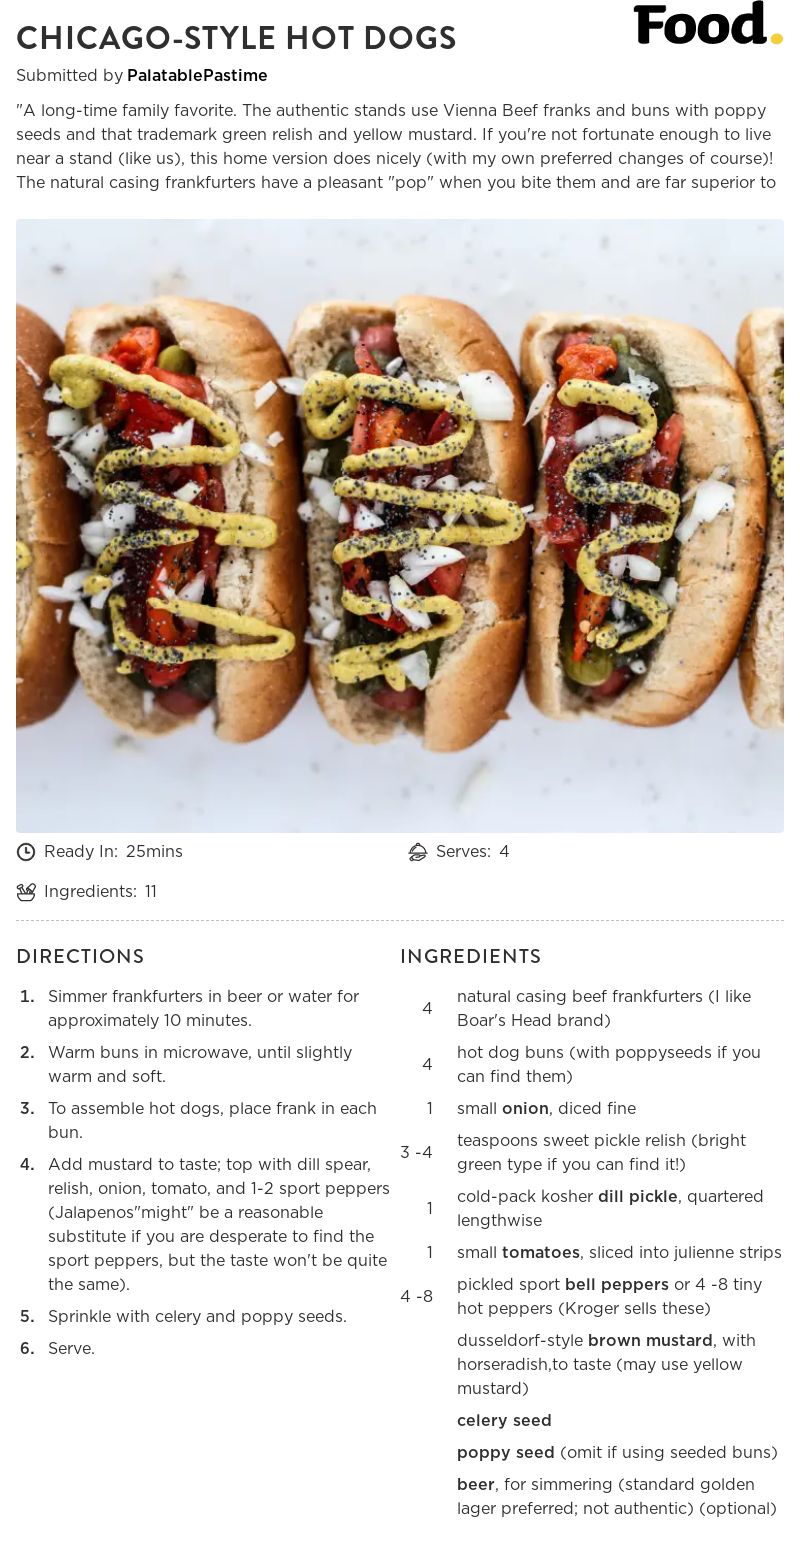 CHICAGO-STYLE HOT DOGS
Food.
Submitted by PalatablePastime
"A long-time family favorite. The authentic stands use Vienna Beef franks and buns with poppy
seeds and that trademark green relish and yellow mustard. If you're not fortunate enough to live
near a stand (like us), this home version does nicely (with my own preferred changes of course)!
The natural casing frankfurters have a pleasant "pop" when you bite them and are far superior to
Ready In: 25mins
Serves: 4
Ingredients: 11
DIRECTIONS
1. Simmer frankfurters in beer or water for
approximately 10 minutes.
2. Warm buns in microwave, until slightly
warm and soft.
3. To assemble hot dogs, place frank in each
bun.
4. Add mustard to taste; top with dill spear,
relish, onion, tomato, and 1-2 sport peppers
(Jalapenos"might" be a reasonable
substitute if you are desperate to find the
sport peppers, but the taste won't be quite
the same).
5. Sprinkle with celery and poppy seeds.
6. Serve.
INGREDIENTS
4 natural casing beef frankfurters (I like
Boar's Head brand)
4 hot dog buns (with poppyseeds if you
can find them)
1 small onion, diced fine
3 -4 teaspoons sweet pickle relish (bright
green type if you can find it!)
1 cold-pack kosher dill pickle, quartered
lengthwise
1 small tomatoes, sliced into julienne strips
4 -8 pickled sport bell peppers or 4 -8 tiny
hot peppers (Kroger sells these)
dusseldorf-style brown mustard, with
horseradish,to taste (may use yellow
mustard)
celery seed
poppy seed (omit if using seeded buns)
beer, for simmering (standard golden
lager preferred; not authentic) (optional)